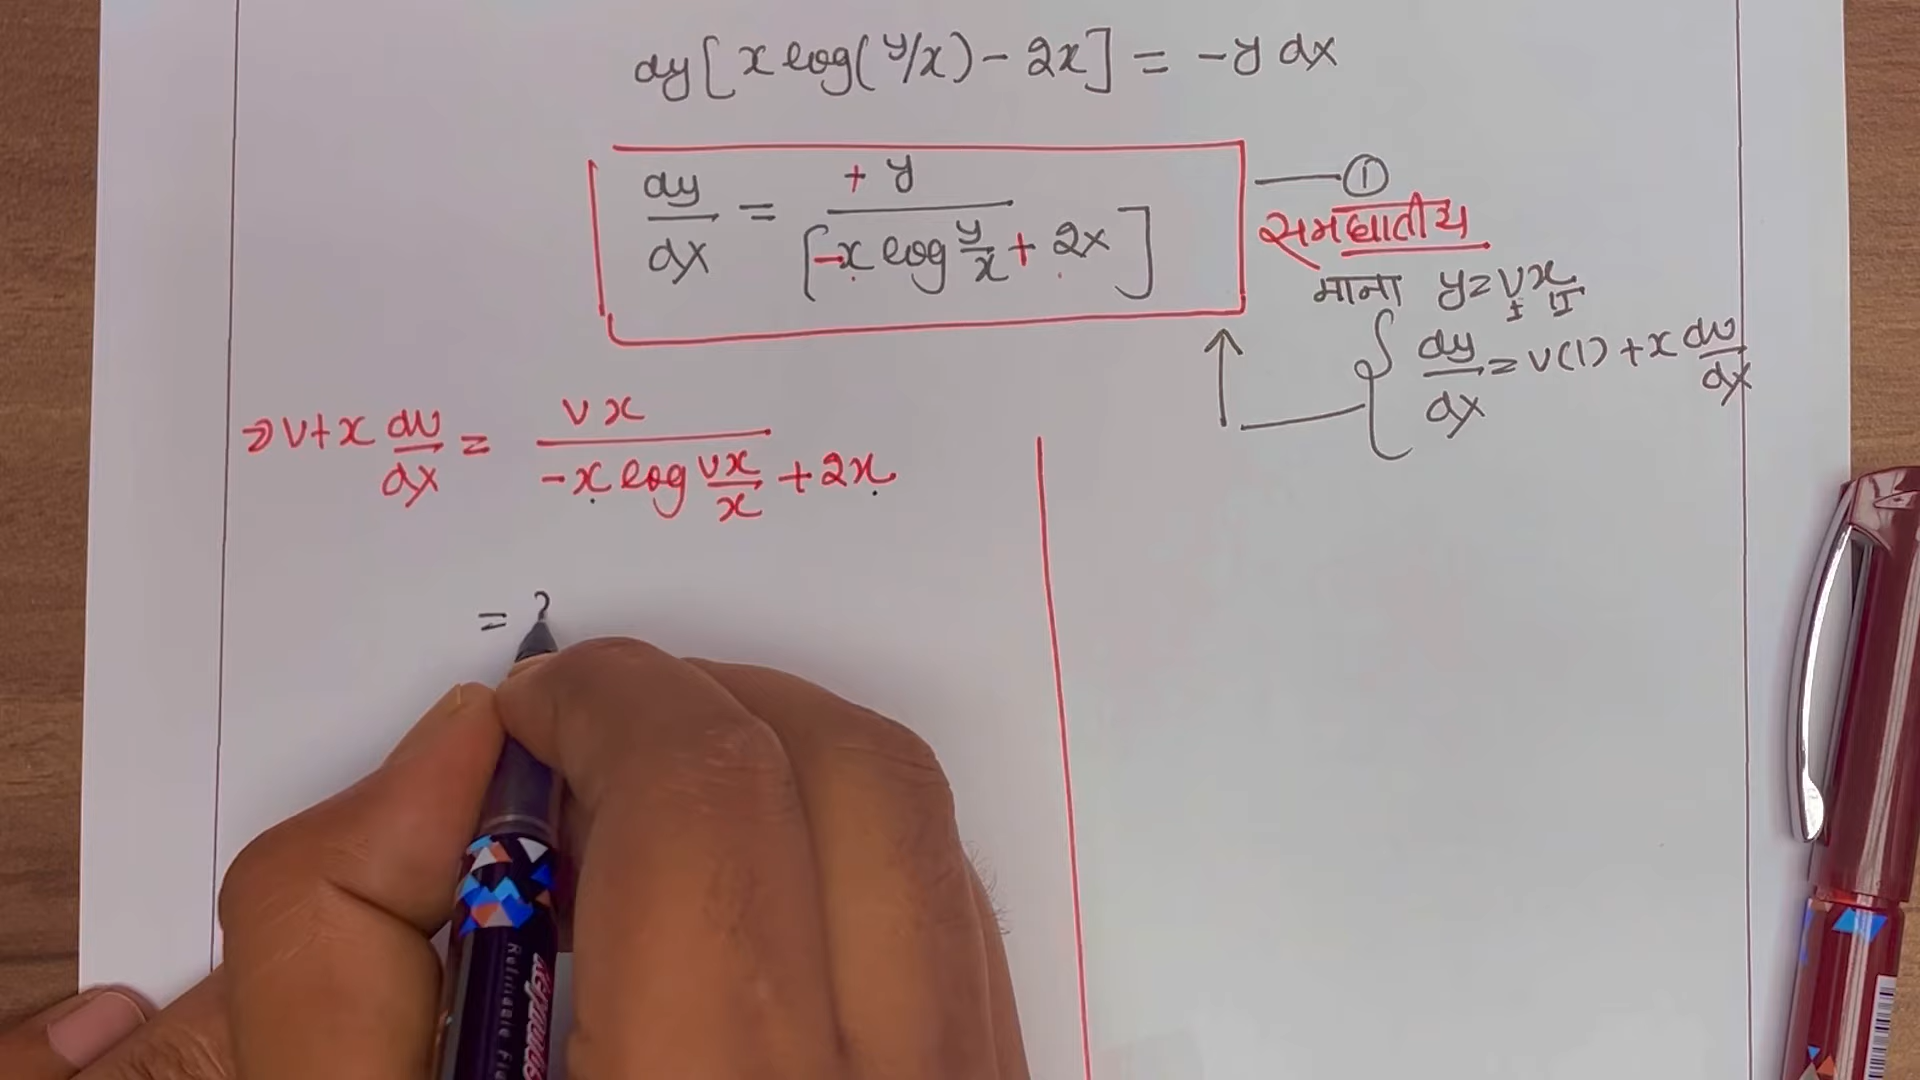 dy[x log(y/x) - 2x] = -y dx
dy/dx = +y/[-x log y/x + 2x] — ①
समघातीय
माना y = vx
I II
dy/dx = v(1) + x dv/dx
⇒ v + x dv/dx = vx/(-x log vx/x + 2x)
=